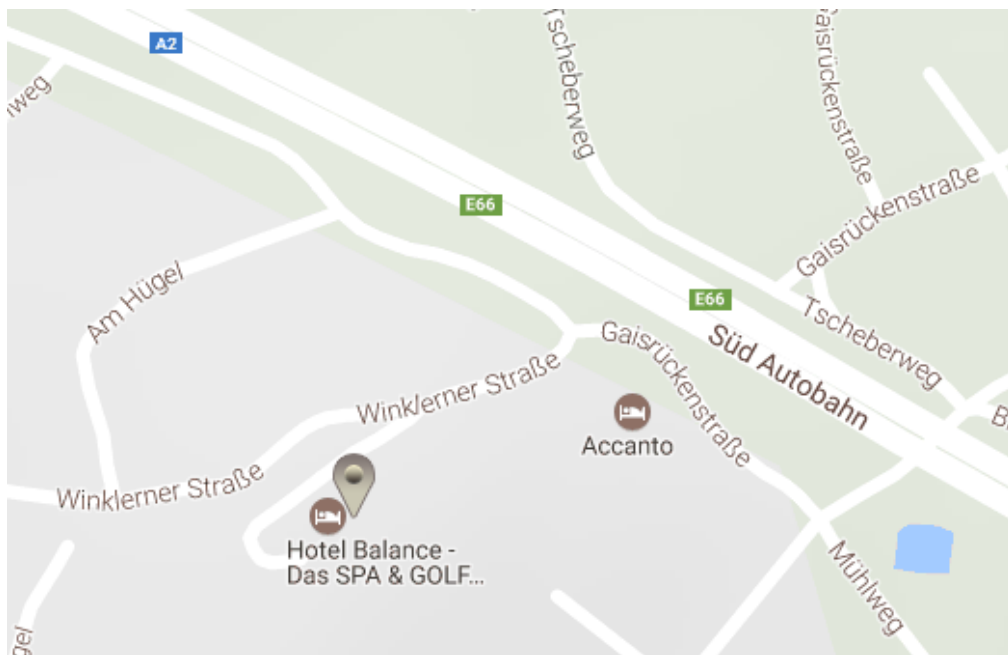 A2
Tscheberweg
Gaisrückenstraße
E66
Gaisrückenstraße
Am Hügel
E66
Tscheberweg
Süd Autobahn
Gaisrückenstraße
Winklerner Straße
Accanto
Winklerner Straße
Hotel Balance -
Das SPA & GOLF...
Mühlweg